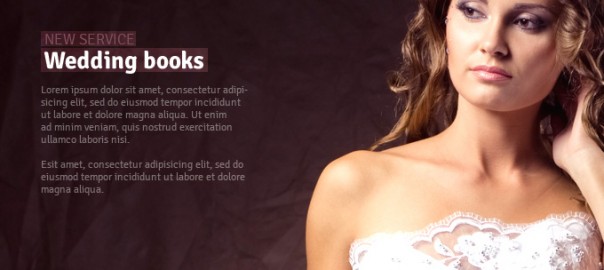 NEW SERVICE
Wedding books
Lorem ipsum dolor sit amet, consectetur adipi-
sicing elit, sed do eiusmod tempor incididunt
ut labore et dolore magna aliqua. Ut enim
ad minim veniam, quis nostrud exercitation
ullamco laboris nisi.
Esit amet, consectetur adipisicing elit, sed do
eiusmod tempor incididunt ut labore et dolore
magna aliqua.